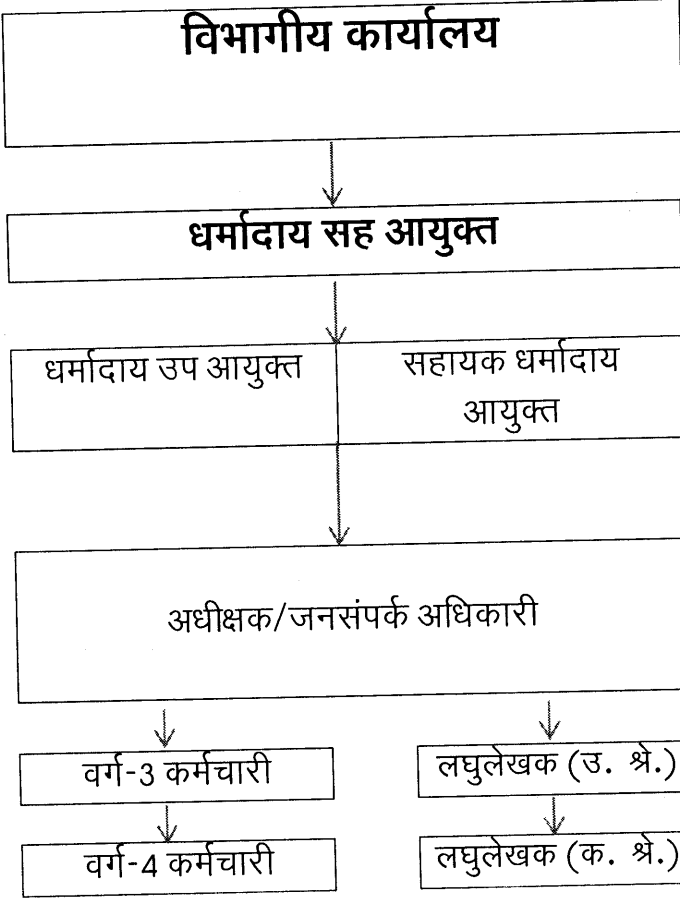 विभागीय कार्यालय
धर्मादाय सह आयुक्त
धर्मादाय उप आयुक्त
सहायक धर्मादाय
आयुक्त
अधीक्षक/जनसंपर्क अधिकारी
वर्ग-3 कर्मचारी
लघुलेखक (उ. श्रे.)
वर्ग-4 कर्मचारी
लघुलेखक (क. श्रे.)